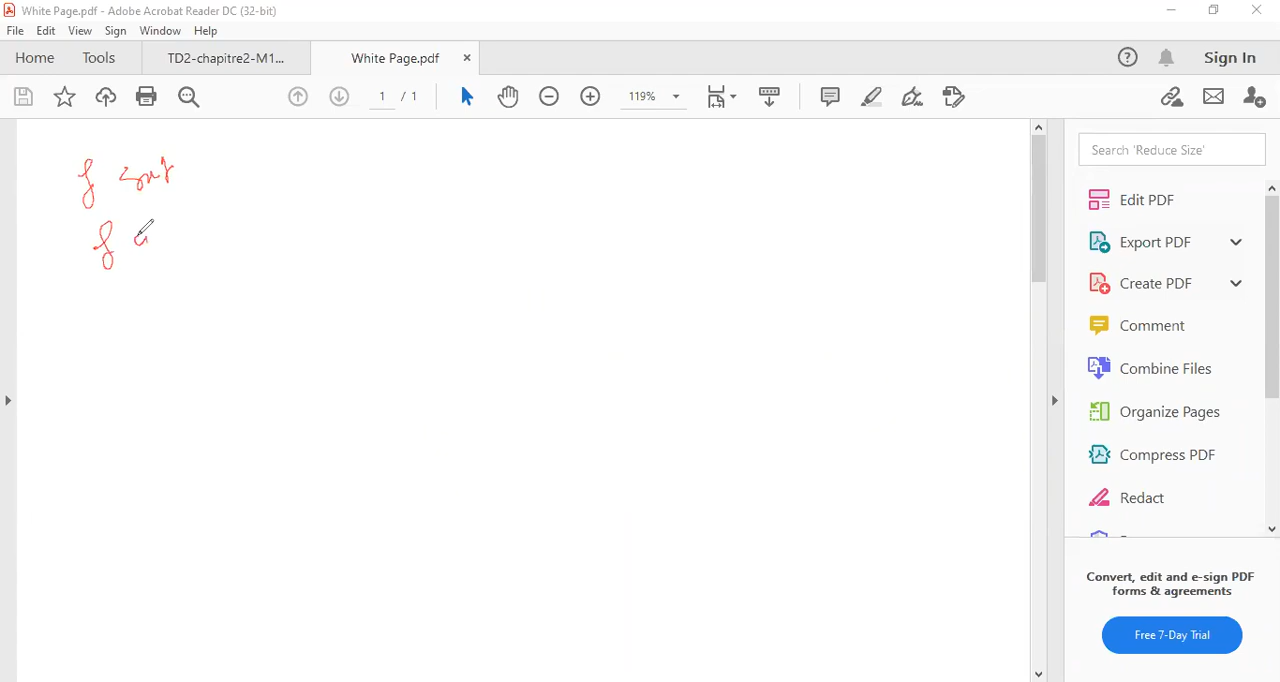 White Page.pdf - Adobe Acrobat Reader DC (32-bit)
File Edit View Sign Window Help
Home Tools TD2-chapitre2-M1... White Page.pdf × Sign In
1 / 1 119%
f
f
Search 'Reduce Size'
Edit PDF
Export PDF
Create PDF
Comment
Combine Files
Organize Pages
Compress PDF
Redact
Convert, edit and e-sign PDF
forms & agreements
Free 7-Day Trial